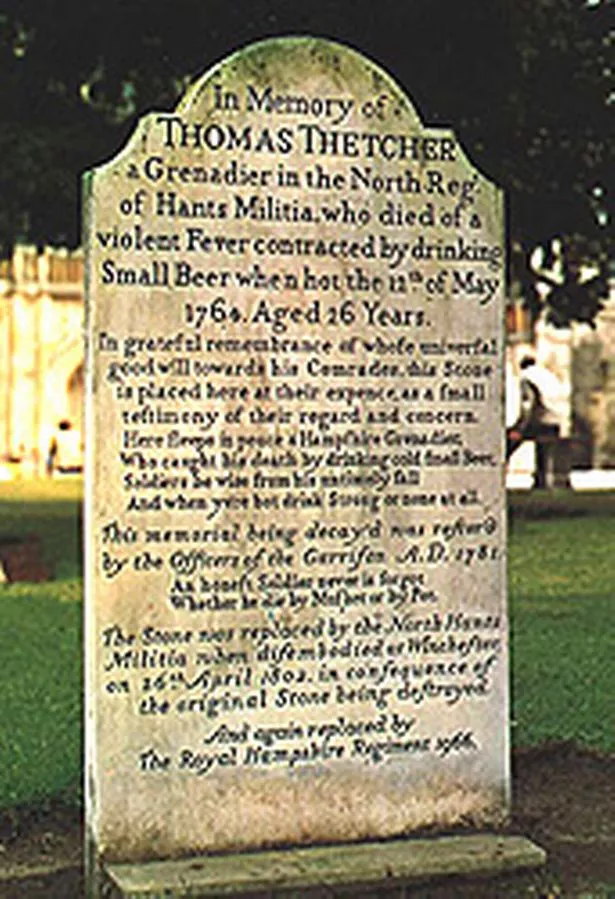 In Memory of
THOMAS THETCHER
a Grenadier in the North Reg.
of Hants Militia, who died of a
violent Fever contracted by drinking
Small Beer when hot the 12th of May
1764. Aged 26 Years.
In grateful remembrance of whose universal
good will towards his Comrades, this Stone
is placed here at their expence, as a small
testimony of their regard and concern.
Here sleeps in peace a Hampshire Grenadier,
Who caught his death by drinking cold small Beer,
Soldiers be wise from his untimely fall
And when ye're hot drink Strong or none at all.
This memorial being decay'd was restor'd
by the Officers of the Garrison A.D. 1781.
An honest Soldier never is forgot
Whether he die by Musket or by Pot.
The Stone was replaced by the North Hants
Militia when disembodied at Winchester
on 26th April 1802, in consequence of
the original Stone being destroyed.
And again replaced by
The Royal Hampshire Regiment 1966.